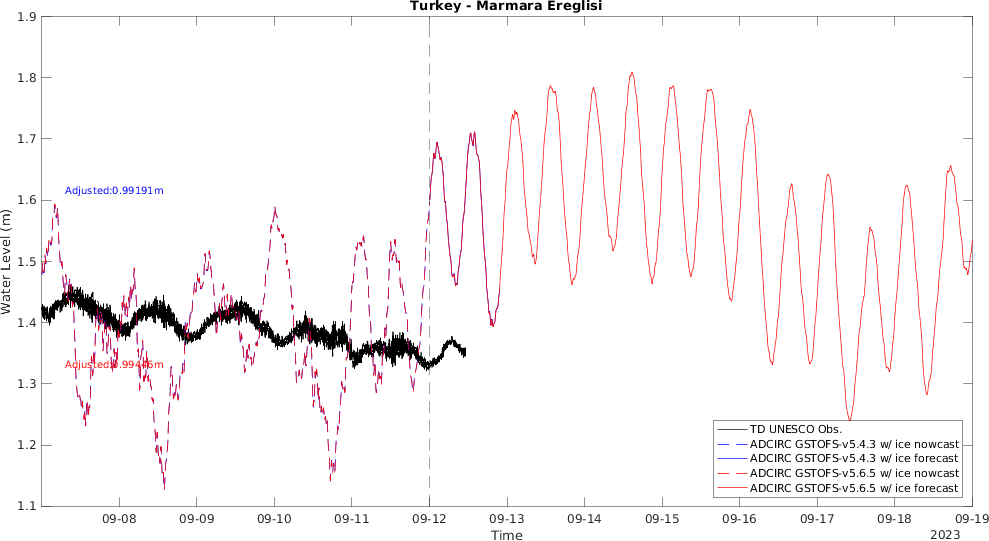 Turkey - Marmara Ereglisi
Water Level (m)
1.9
1.8
1.7
1.6
1.5
1.4
1.3
1.2
1.1
Adjusted:0.99191m
Adjusted:0.99446m
TD UNESCO Obs.
ADCIRC GSTOFS-v5.4.3 w/ ice nowcast
ADCIRC GSTOFS-v5.4.3 w/ ice forecast
ADCIRC GSTOFS-v5.6.5 w/ ice nowcast
ADCIRC GSTOFS-v5.6.5 w/ ice forecast
09-08 09-09 09-10 09-11 09-12 09-13 09-14 09-15 09-16 09-17 09-18 09-19
Time
2023